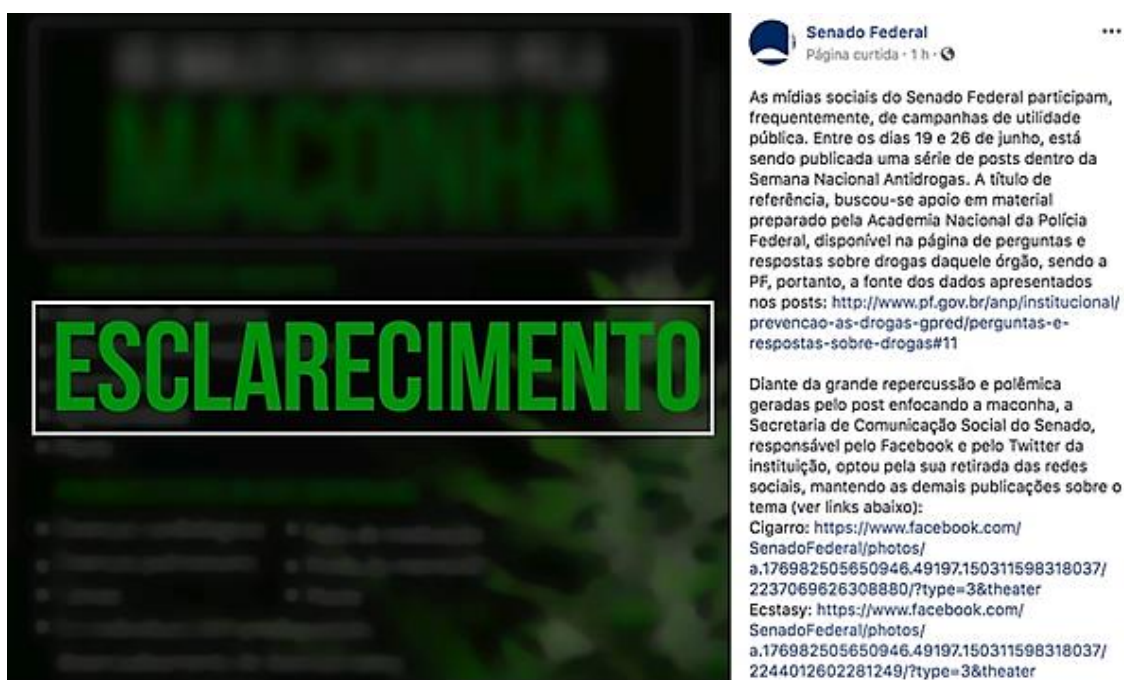 MACONHA
ESCLARECIMENTO
Senado Federal
Página curtida · 1 h ·
As mídias sociais do Senado Federal participam,
frequentemente, de campanhas de utilidade
pública. Entre os dias 19 e 26 de junho, está
sendo publicada uma série de posts dentro da
Semana Nacional Antidrogas. A título de
referência, buscou-se apoio em material
preparado pela Academia Nacional da Polícia
Federal, disponível na página de perguntas e
respostas sobre drogas daquele órgão, sendo a
PF, portanto, a fonte dos dados apresentados
nos posts: http://www.pf.gov.br/anp/institucional/
prevencao-as-drogas-gpred/perguntas-e-
respostas-sobre-drogas#11
Diante da grande repercussão e polêmica
geradas pelo post enfocando a maconha, a
Secretaria de Comunicação Social do Senado,
responsável pelo Facebook e pelo Twitter da
instituição, optou pela sua retirada das redes
sociais, mantendo as demais publicações sobre o
tema (ver links abaixo):
Cigarro: https://www.facebook.com/
SenadoFederal/photos/
a.176982505650946.49197.150311598318037/
2237069626308880/?type=3&theater
Ecstasy: https://www.facebook.com/
SenadoFederal/photos/
a.176982505650946.49197.150311598318037/
2244012602281249/?type=3&theater